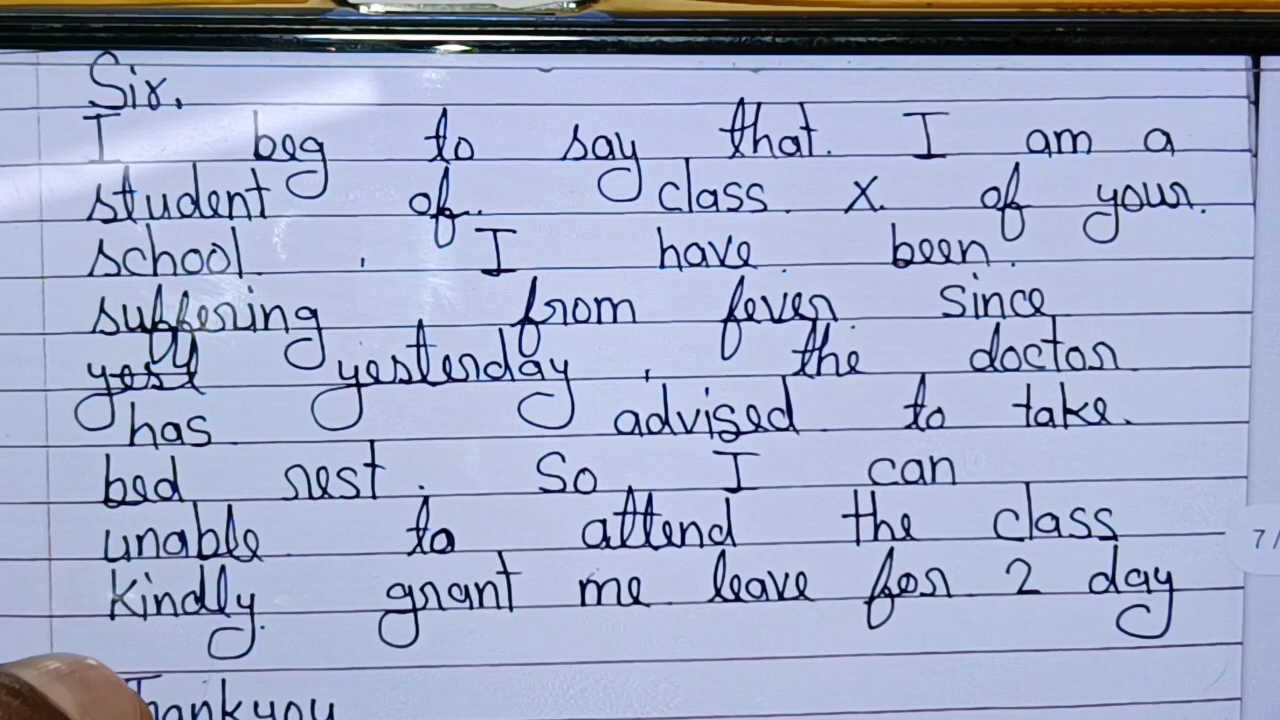 Sir.
I beg to say that. I am a
student of. class. X. of your.
school. , I have. been.
suffering from fever. since
yest yesterday , the doctor.
has advised to take.
bed rest. So I can
unable to attend the class
Kindly. grant me leave for 2 day
Thankyou
7/